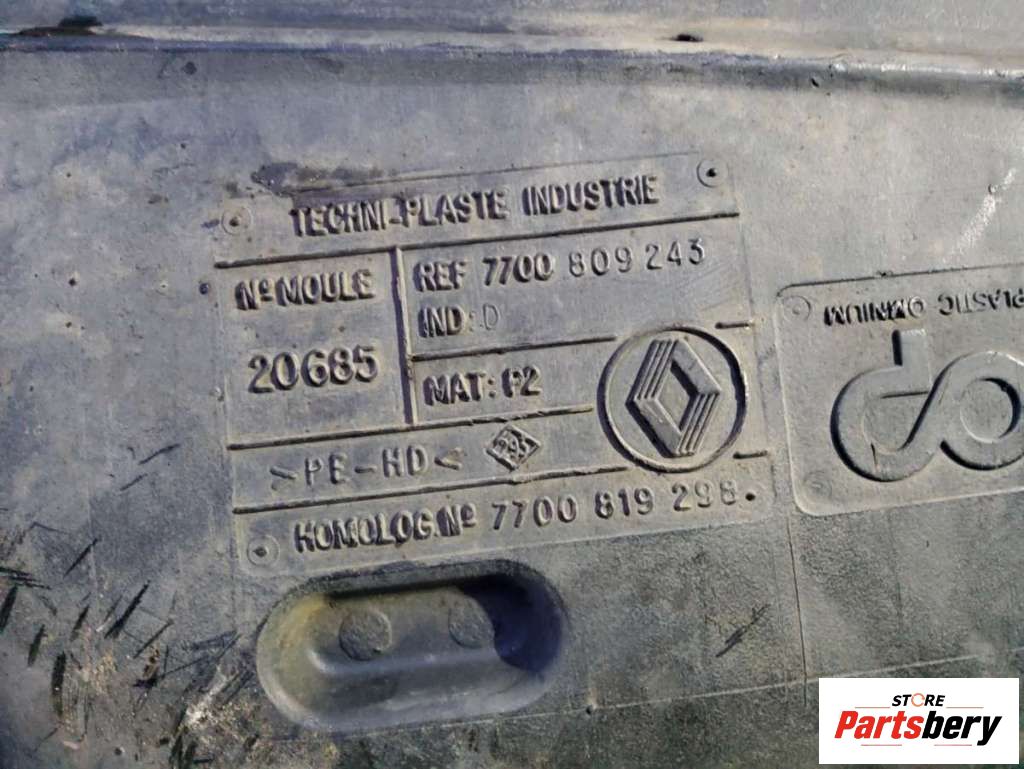 TECHNI-PLASTE INDUSTRIE
Nº MOULE
20685
REF 7700 809 243
IND: D
MAT: P2
>PE-HD<
HOMOLOG. Nº 7700 819 298.
PLASTIC OMNIUM
STORE
Partsbery